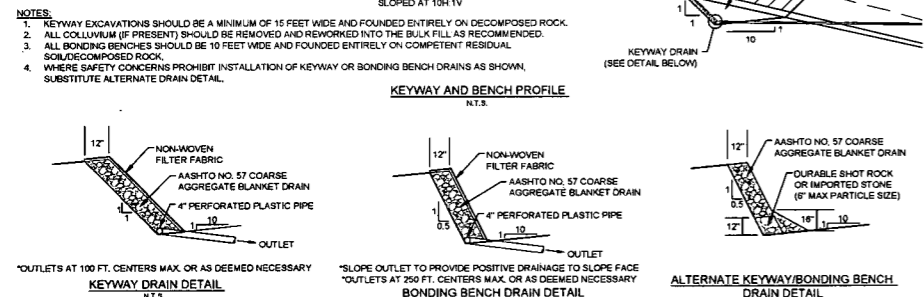 SLOPED AT 10H:1V
NOTES:
1. KEYWAY EXCAVATIONS SHOULD BE A MINIMUM OF 15 FEET WIDE AND FOUNDED ENTIRELY ON DECOMPOSED ROCK.
2. ALL COLLUVIUM (IF PRESENT) SHOULD BE REMOVED AND REWORKED INTO THE BULK FILL AS RECOMMENDED.
3. ALL BONDING BENCHES SHOULD BE 10 FEET WIDE AND FOUNDED ENTIRELY ON COMPETENT RESIDUAL
SOIL/DECOMPOSED ROCK,
4. WHERE SAFETY CONCERNS PROHIBIT INSTALLATION OF KEYWAY OR BONDING BENCH DRAINS AS SHOWN,
SUBSTITUTE ALTERNATE DRAIN DETAIL.
1
1
10
1
KEYWAY DRAIN
(SEE DETAIL BELOW)
KEYWAY AND BENCH PROFILE
N.T.S.
12"
NON-WOVEN
FILTER FABRIC
AASHTO NO. 57 COARSE
AGGREGATE BLANKET DRAIN
4" PERFORATED PLASTIC PIPE
1
1
1
10
OUTLET
*OUTLETS AT 100 FT. CENTERS MAX. OR AS DEEMED NECESSARY
KEYWAY DRAIN DETAIL
N.T.S.
12"
NON-WOVEN
FILTER FABRIC
AASHTO NO. 57 COARSE
AGGREGATE BLANKET DRAIN
4" PERFORATED PLASTIC PIPE
1
0.5
1
10
OUTLET
*SLOPE OUTLET TO PROVIDE POSITIVE DRAINAGE TO SLOPE FACE
*OUTLETS AT 250 FT. CENTERS MAX. OR AS DEEMED NECESSARY
BONDING BENCH DRAIN DETAIL
12"
AASHTO NO. 57 COARSE
AGGREGATE BLANKET DRAIN
DURABLE SHOT ROCK
OR IMPORTED STONE
(6" MAX PARTICLE SIZE)
1
0.5
12"
16"
1
10
ALTERNATE KEYWAY/BONDING BENCH
DRAIN DETAIL